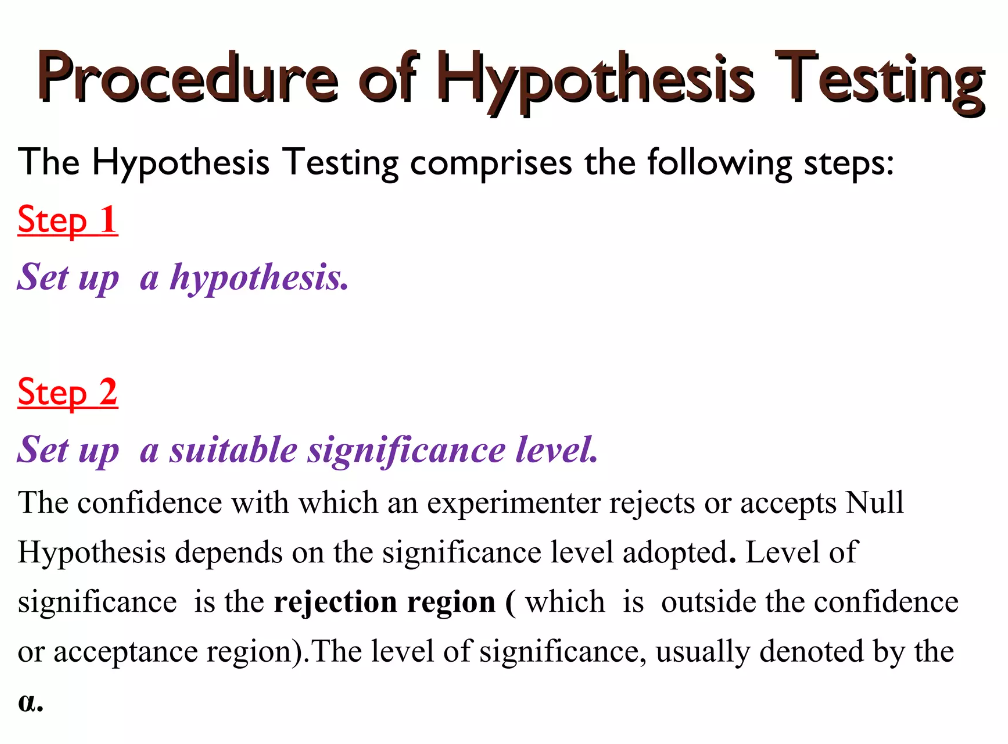 Procedure of Hypothesis Testing
The Hypothesis Testing comprises the following steps:
Step 1
Set up  a hypothesis.
Step 2
Set up  a suitable significance level.
The confidence with which an experimenter rejects or accepts Null
Hypothesis depends on the significance level adopted. Level of
significance  is the rejection region ( which  is  outside the confidence
or acceptance region).The level of significance, usually denoted by the
α.